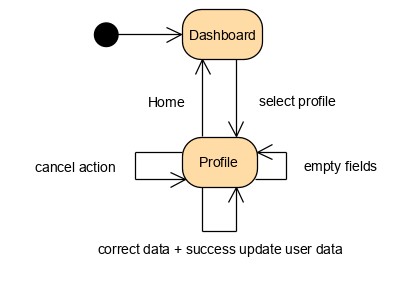 Dashboard
Home
select profile
Profile
cancel action
empty fields
correct data + success update user data